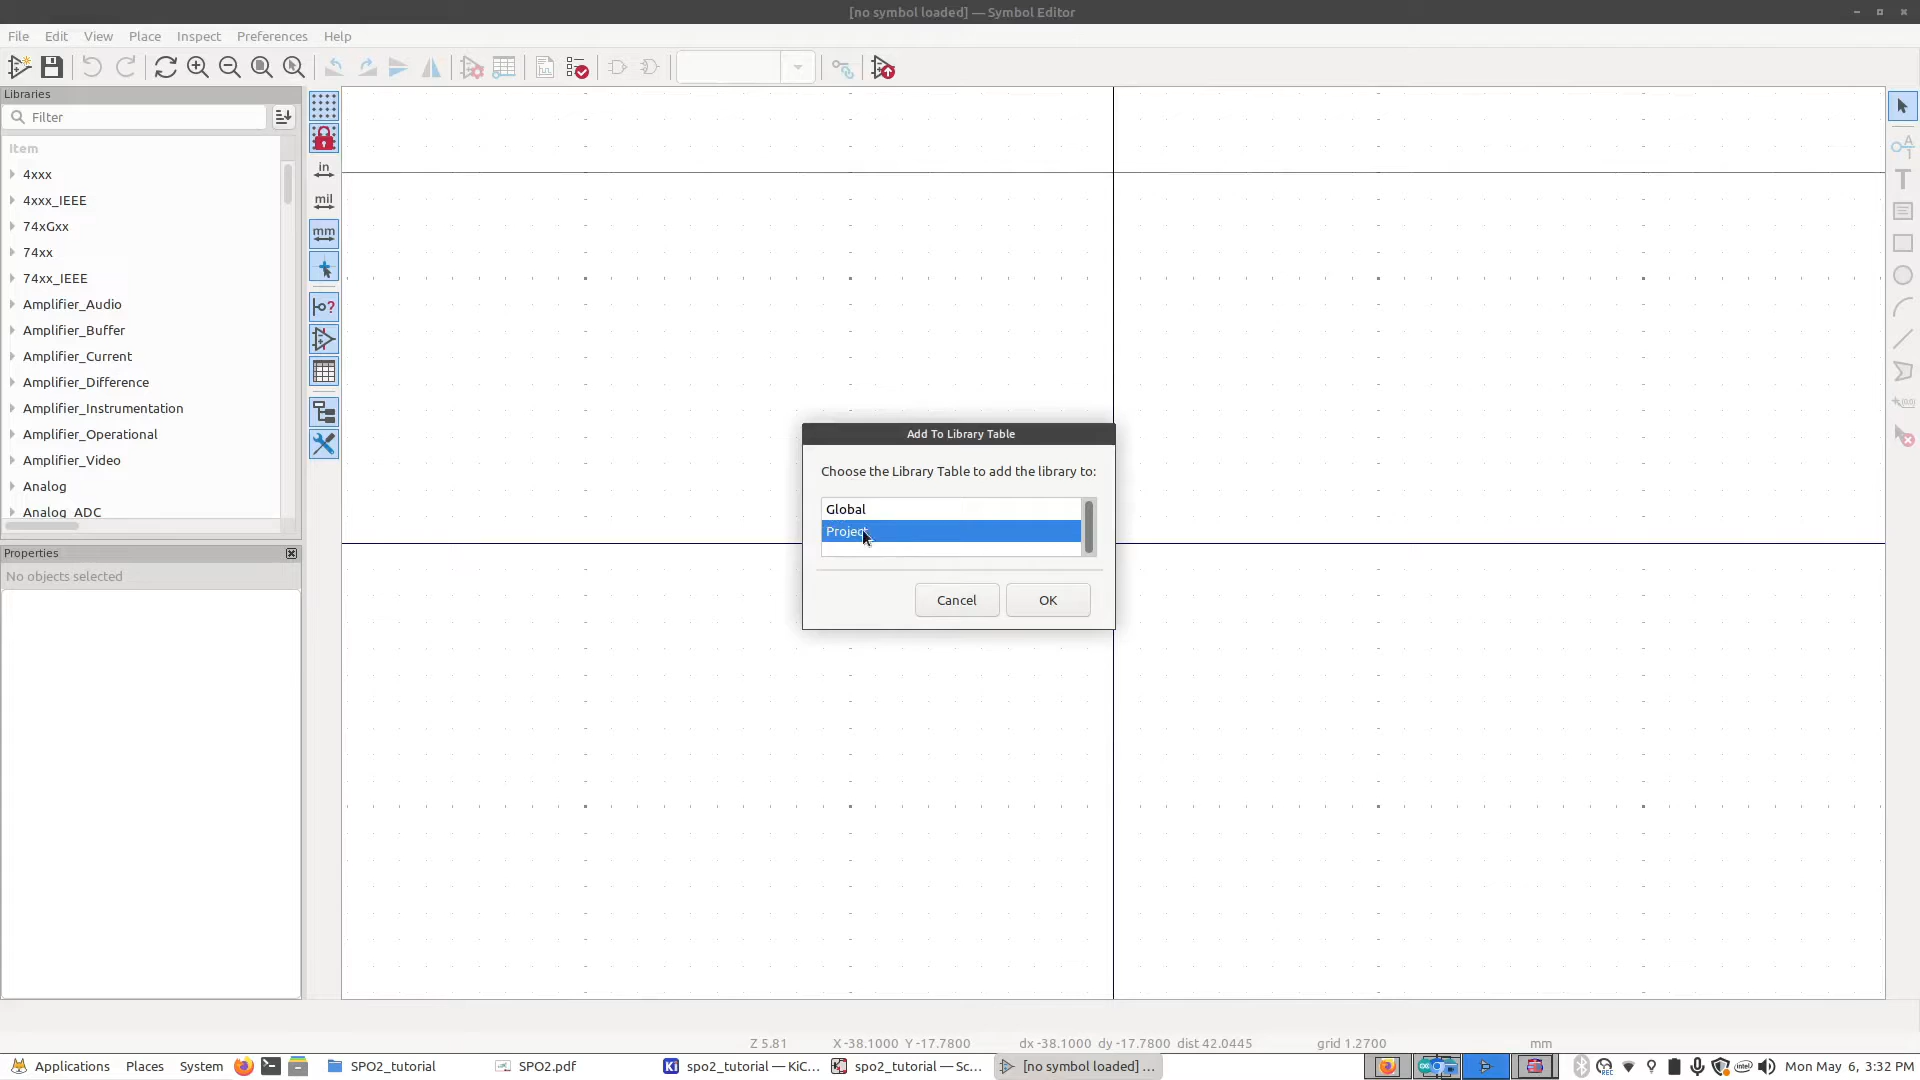 [no symbol loaded] — Symbol Editor
File Edit View Place Inspect Preferences Help
Libraries
Filter
Item
4xxx
4xxx_IEEE
74xGxx
74xx
74xx_IEEE
Amplifier_Audio
Amplifier_Buffer
Amplifier_Current
Amplifier_Difference
Amplifier_Instrumentation
Amplifier_Operational
Amplifier_Video
Analog
Analog_ADC
in
mil
mm
Properties
No objects selected
Add To Library Table
Choose the Library Table to add the library to:
Global
Project
Cancel OK
Z 5.81 X -38.1000 Y -17.7800 dx -38.1000 dy -17.7800 dist 42.0445 grid 1.2700 mm
Applications Places System SPO2_tutorial SPO2.pdf spo2_tutorial — KiC... spo2_tutorial — Sc... [no symbol loaded] ... Mon May 6, 3:32 PM